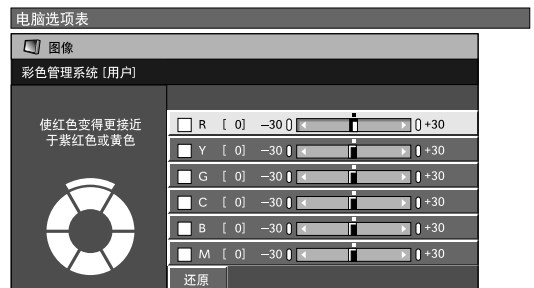 电脑选项表
图像
彩色管理系统 [用户]
使红色变得更接近
于紫红色或黄色
R [ 0] –30 +30
Y [ 0] –30 +30
G [ 0] –30 +30
C [ 0] –30 +30
B [ 0] –30 +30
M [ 0] –30 +30
还原